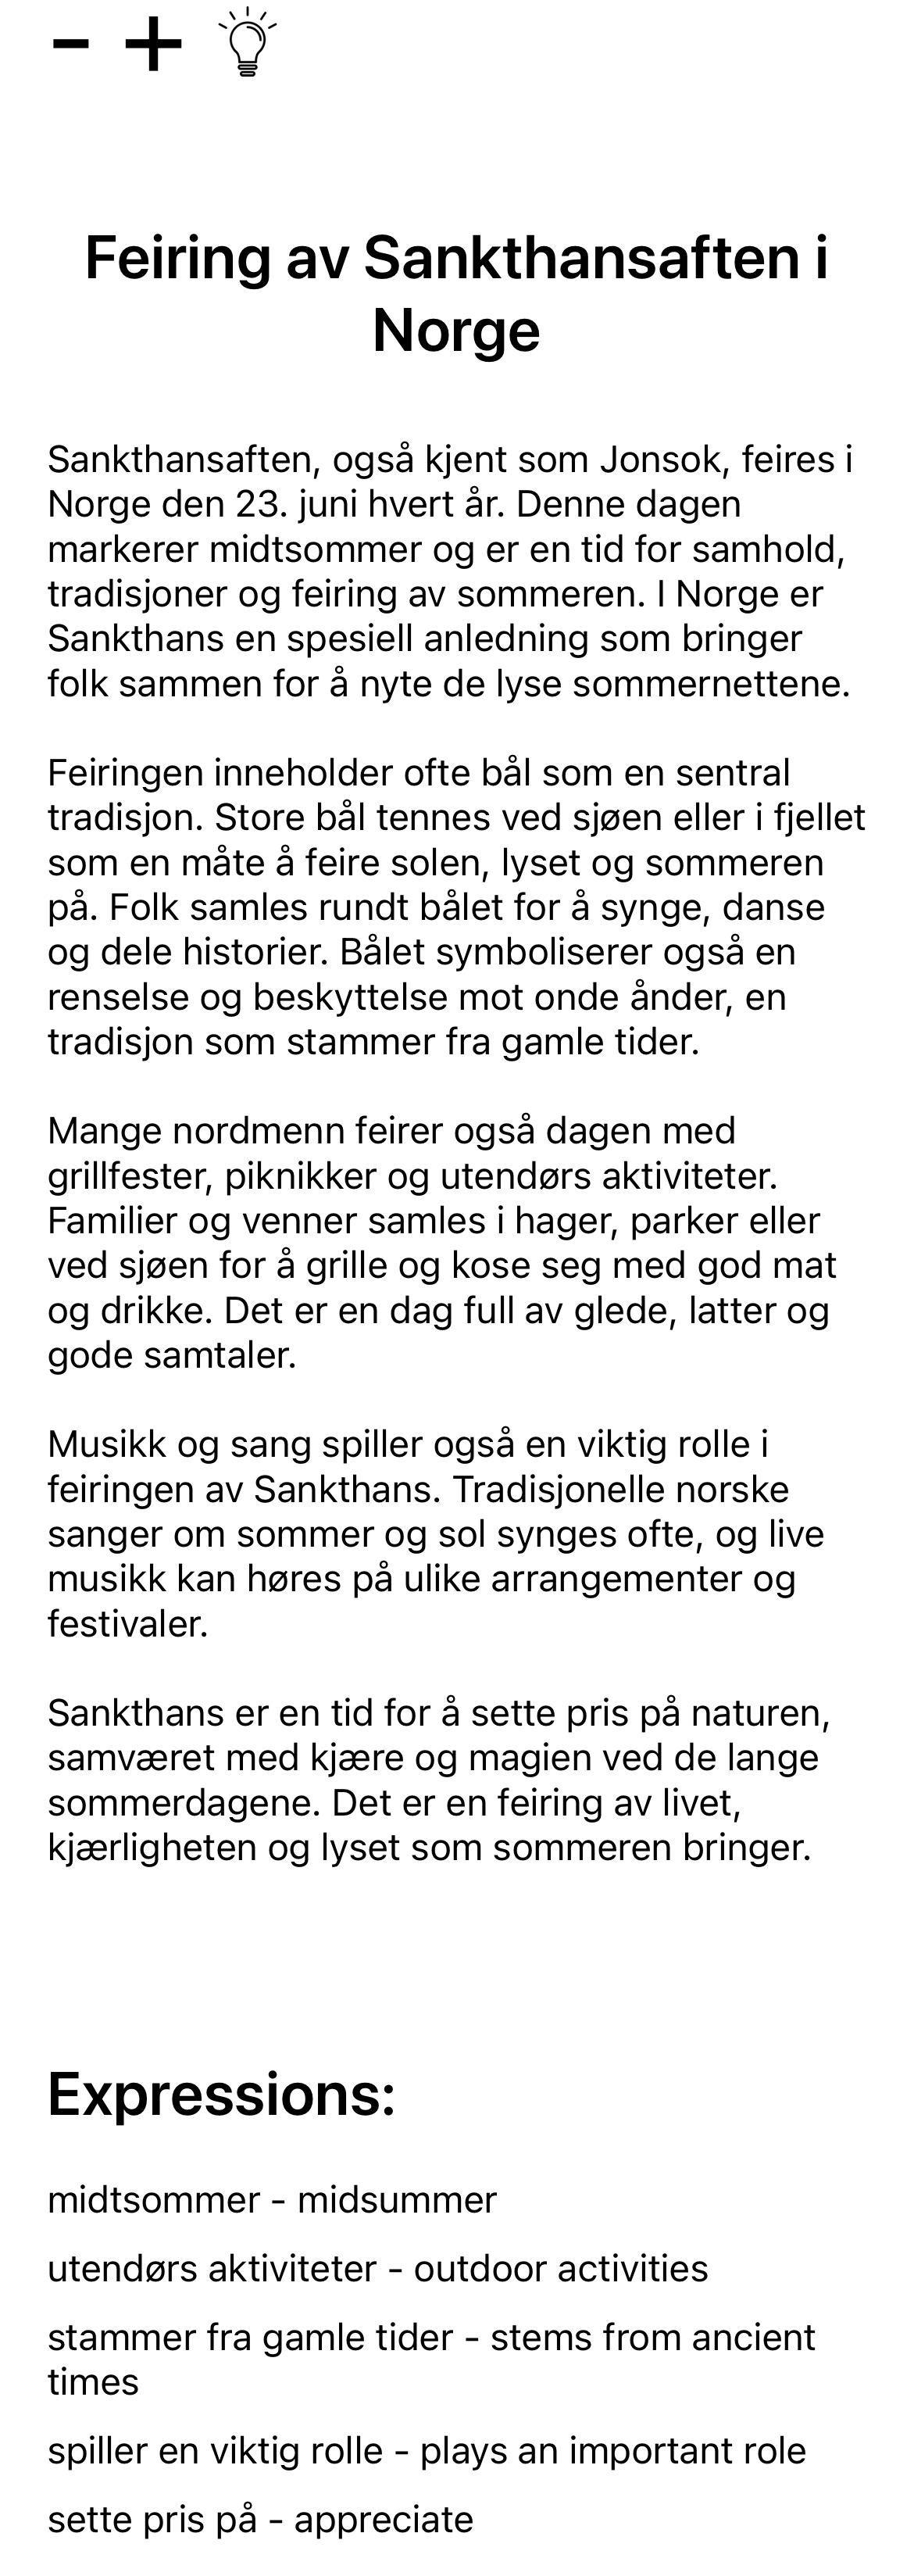 Feiring av Sankthansaften i
Norge
Sankthansaften, også kjent som Jonsok, feires i
Norge den 23. juni hvert år. Denne dagen
markerer midtsommer og er en tid for samhold,
tradisjoner og feiring av sommeren. I Norge er
Sankthans en spesiell anledning som bringer
folk sammen for å nyte de lyse sommernettene.
Feiringen inneholder ofte bål som en sentral
tradisjon. Store bål tennes ved sjøen eller i fjellet
som en måte å feire solen, lyset og sommeren
på. Folk samles rundt bålet for å synge, danse
og dele historier. Bålet symboliserer også en
renselse og beskyttelse mot onde ånder, en
tradisjon som stammer fra gamle tider.
Mange nordmenn feirer også dagen med
grillfester, piknikker og utendørs aktiviteter.
Familier og venner samles i hager, parker eller
ved sjøen for å grille og kose seg med god mat
og drikke. Det er en dag full av glede, latter og
gode samtaler.
Musikk og sang spiller også en viktig rolle i
feiringen av Sankthans. Tradisjonelle norske
sanger om sommer og sol synges ofte, og live
musikk kan høres på ulike arrangementer og
festivaler.
Sankthans er en tid for å sette pris på naturen,
samværet med kjære og magien ved de lange
sommerdagene. Det er en feiring av livet,
kjærligheten og lyset som sommeren bringer.
Expressions:
midtsommer - midsummer
utendørs aktiviteter - outdoor activities
stammer fra gamle tider - stems from ancient
times
spiller en viktig rolle - plays an important role
sette pris på - appreciate